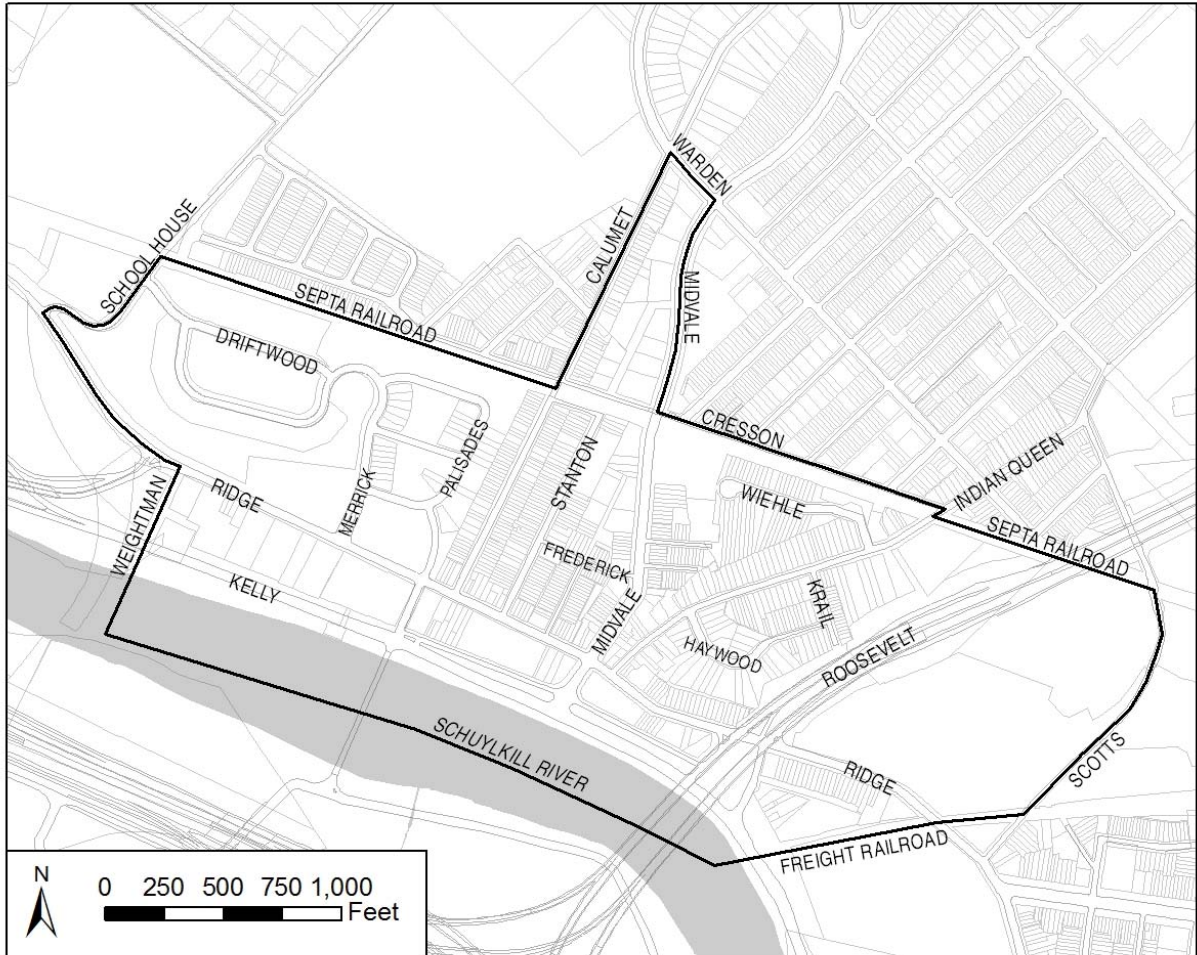 WARDEN
SCHOOL HOUSE
CALUMET
SEPTA RAILROAD
MIDVALE
DRIFTWOOD
CRESSON
PALISADES
STANTON
INDIAN QUEEN
MERRICK
WIEHLE
RIDGE
WEIGHTMAN
SEPTA RAILROAD
FREDERICK
KELLY
KRAIL
MIDVALE
HAYWOOD
ROOSEVELT
SCHUYLKILL RIVER
RIDGE
SCOTTS
FREIGHT RAILROAD
N
0 250 500 750 1,000
Feet